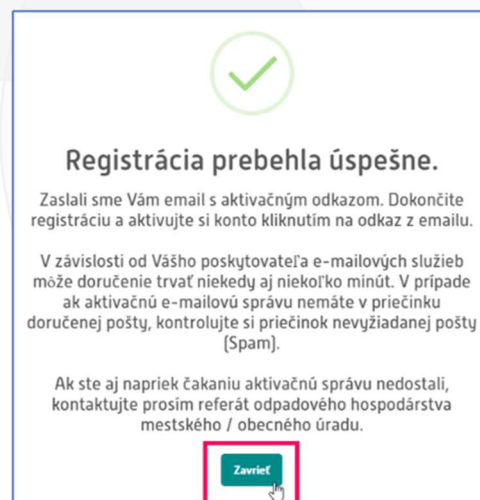 Registrácia prebehla úspešne.
Zaslali sme Vám email s aktivačným odkazom. Dokončite
registráciu a aktivujte si konto kliknutím na odkaz z emailu.
V závislosti od Vášho poskytovateľa e-mailových služieb
môže doručenie trvať niekedy aj niekoľko minút. V prípade
ak aktivačnú e-mailovú správu nemáte v priečinku
doručenej pošty, kontrolujte si priečinok nevyžiadanej pošty
(Spam).
Ak ste aj napriek čakaniu aktivačnú správu nedostali,
kontaktujte prosím referát odpadového hospodárstva
mestského / obecného úradu.
Zavrieť